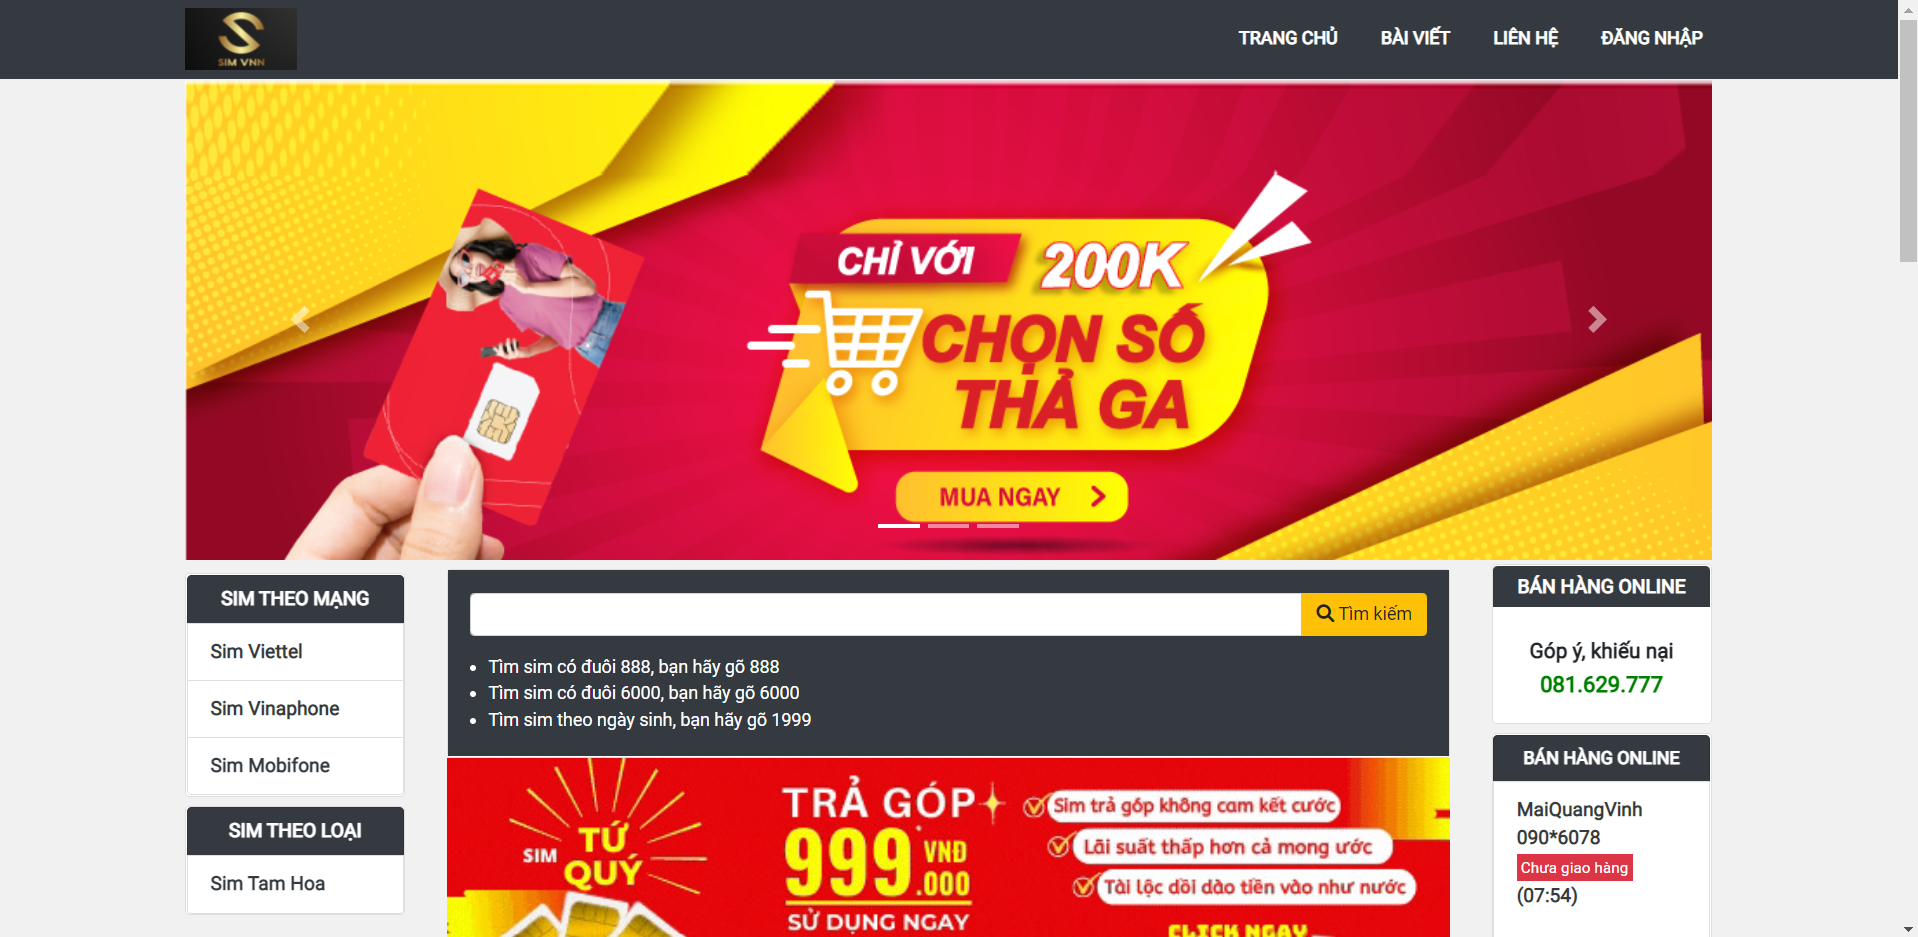 SIM VNN
TRANG CHỦ
BÀI VIẾT
LIÊN HỆ
ĐĂNG NHẬP
CHỈ VỚI 200K
CHỌN SỐ
THẢ GA
MUA NGAY
SIM THEO MẠNG
Sim Viettel
Sim Vinaphone
Sim Mobifone
SIM THEO LOẠI
Sim Tam Hoa
Tìm kiếm
Tìm sim có đuôi 888, bạn hãy gõ 888
Tìm sim có đuôi 6000, bạn hãy gõ 6000
Tìm sim theo ngày sinh, bạn hãy gõ 1999
SIM TỨ
QUÝ
TRẢ GÓP
999.000 VNĐ
SỬ DỤNG NGAY
Sim trả góp không cam kết cước
Lãi suất thấp hơn cả mong ước
Tài lộc dồi dào tiền vào như nước
CLICK NGAY
BÁN HÀNG ONLINE
Góp ý, khiếu nại
081.629.777
BÁN HÀNG ONLINE
MaiQuangVinh
090*6078
Chưa giao hàng
(07:54)